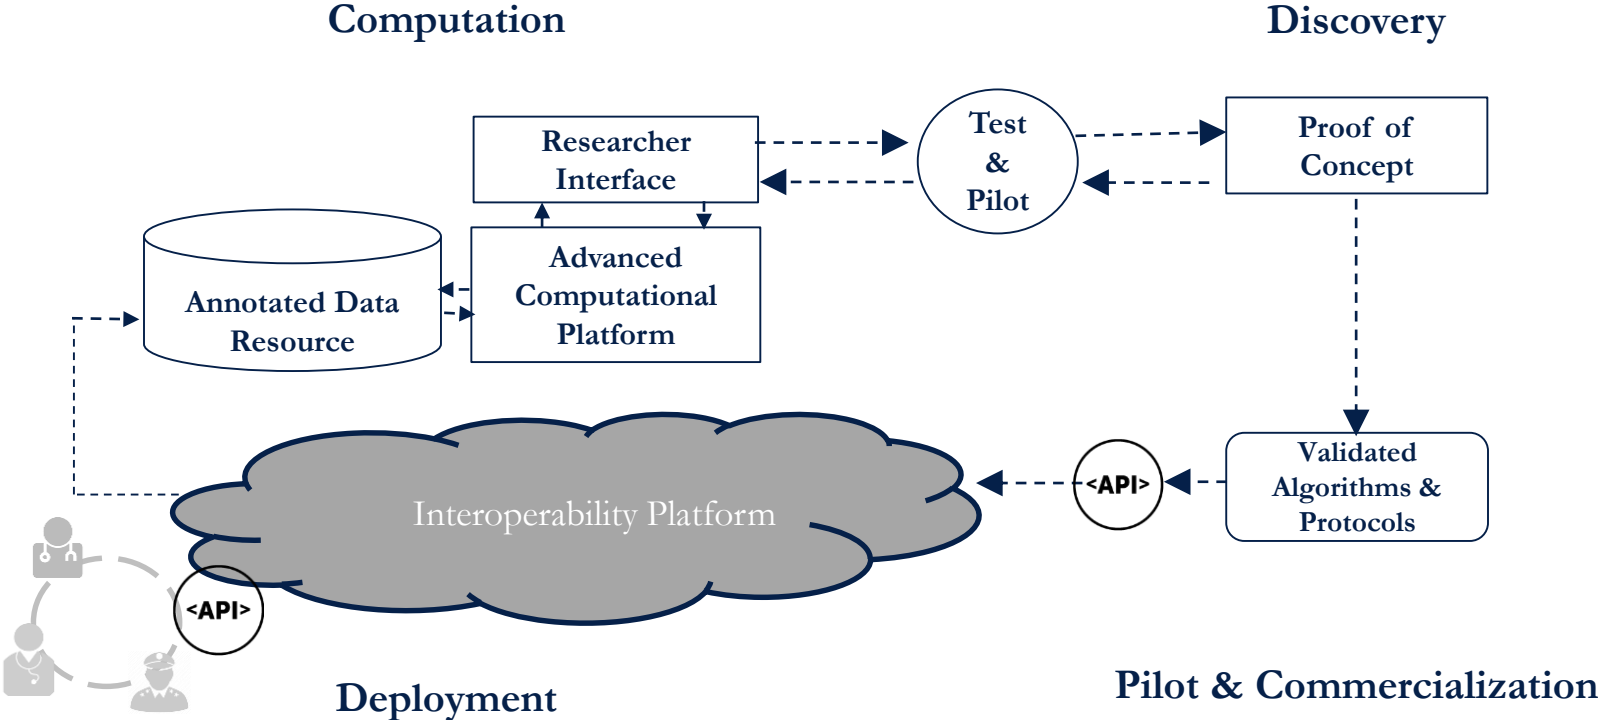 Computation
Discovery
Researcher
Interface
Test
&
Pilot
Proof of
Concept
Annotated Data
Resource
Advanced
Computational
Platform
Interoperability Platform
<API>
Validated
Algorithms &
Protocols
<API>
Deployment
Pilot & Commercialization